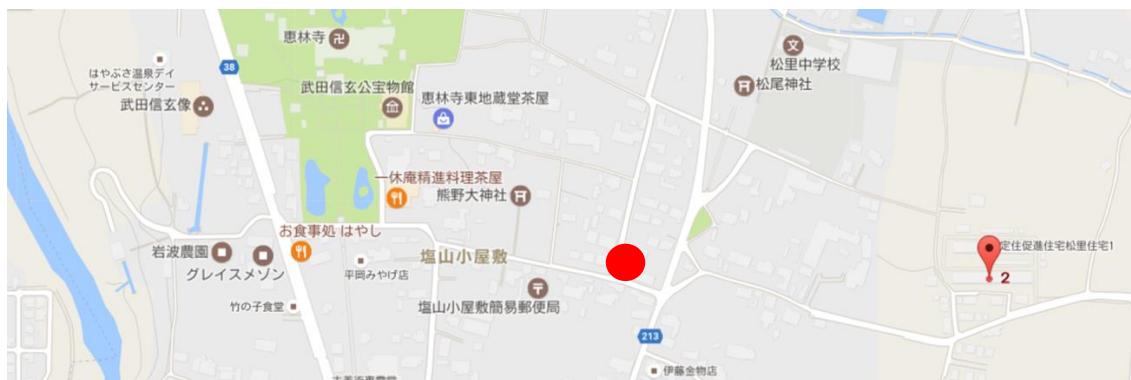 恵林寺
松里中学校
38
はやぶさ温泉デイ
サービスセンター
武田信玄公宝物館
松尾神社
武田信玄像
恵林寺東地蔵堂茶屋
一休庵精進料理茶屋
熊野大神社
お食事処 はやし
岩波農園
塩山小屋敷
定住促進住宅松里住宅1
グレイスメゾン
平岡みやげ店
2
竹の子食堂
塩山小屋敷簡易郵便局
213
伊藤金物店